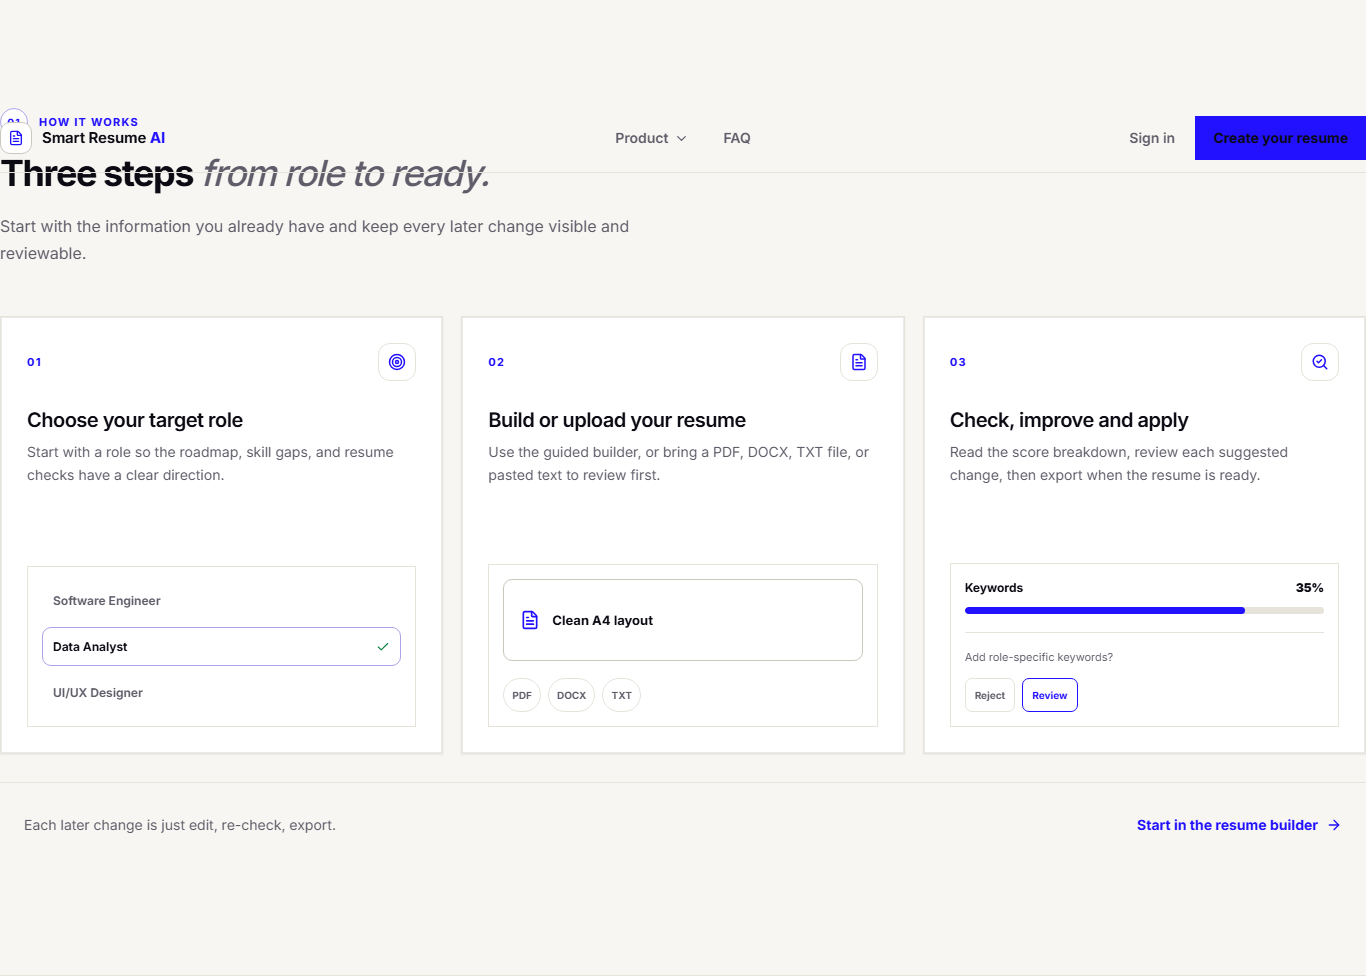 01
HOW IT WORKS
Smart Resume AI
Product
FAQ
Sign in
Create your resume
Three steps from role to ready.
Start with the information you already have and keep every later change visible and
reviewable.
01
Choose your target role
Start with a role so the roadmap, skill gaps, and resume
checks have a clear direction.
Software Engineer
Data Analyst
UI/UX Designer
02
Build or upload your resume
Use the guided builder, or bring a PDF, DOCX, TXT file, or
pasted text to review first.
Clean A4 layout
PDF
DOCX
TXT
03
Check, improve and apply
Read the score breakdown, review each suggested
change, then export when the resume is ready.
Keywords
35%
Add role-specific keywords?
Reject
Review
Each later change is just edit, re-check, export.
Start in the resume builder